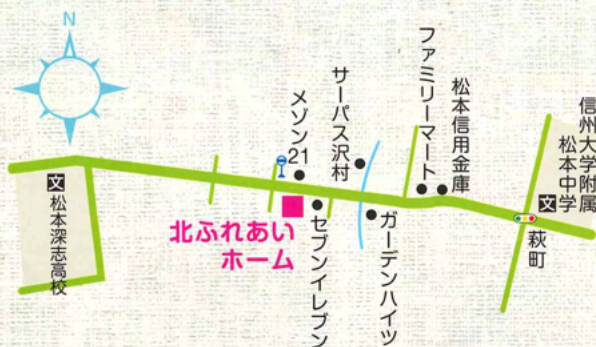 N
ファミリーマート
松本信用金庫
サーパス沢村
メゾン21
信州大学附属
松本中学
文
萩町
文
松本深志高校
北ふれあい
ホーム
セブンイレブン
ガーデンハイツ